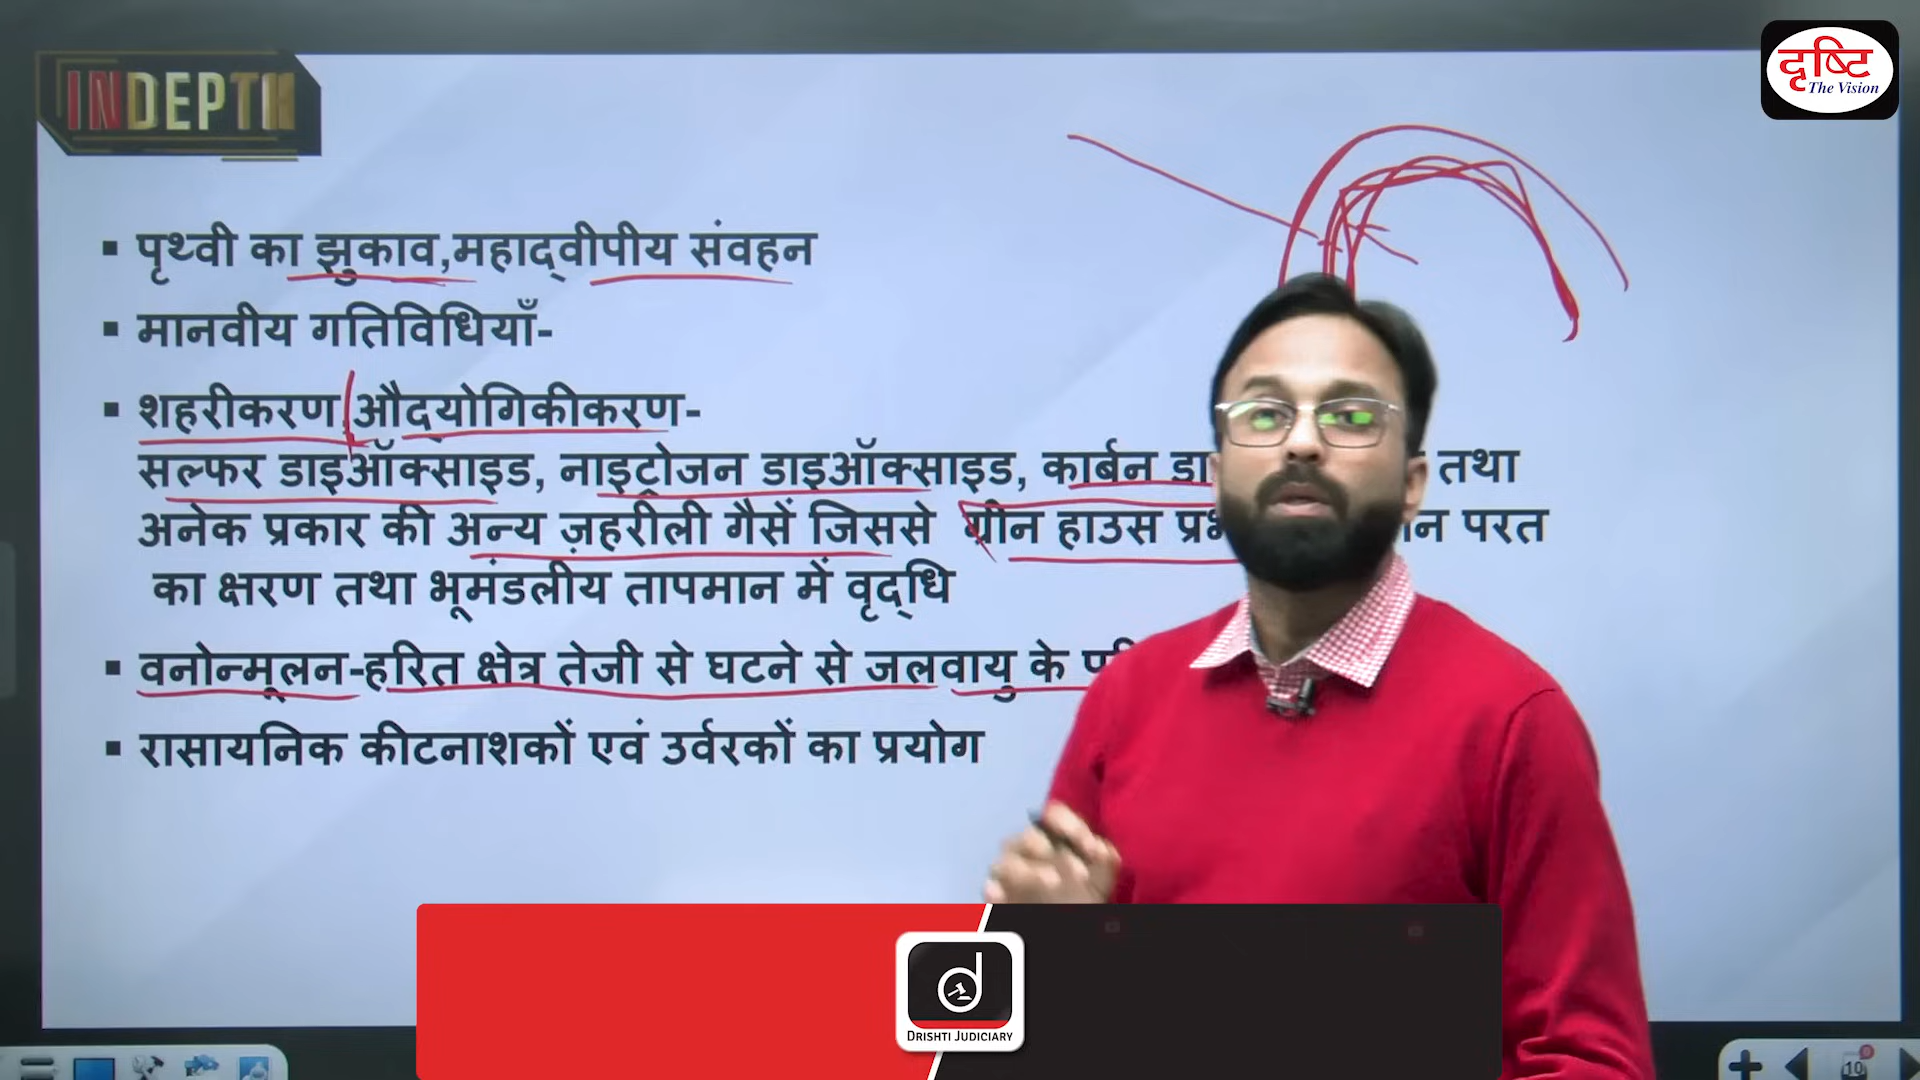 INDEPTH
दृष्टि
The Vision
▪ पृथ्वी का झुकाव,महाद्वीपीय संवहन
▪ मानवीय गतिविधियाँ-
▪ शहरीकरण,औद्योगिकीकरण-
सल्फर डाइऑक्साइड, नाइट्रोजन डाइऑक्साइड, कार्बन तथा
अनेक प्रकार की अन्य ज़हरीली गैसें जिससे ग्रीन हाउस परत
का क्षरण तथा भूमंडलीय तापमान में वृद्धि
▪ वनोन्मूलन-हरित क्षेत्र तेजी से घटने से जलवायु के
▪ रासायनिक कीटनाशकों एवं उर्वरकों का प्रयोग
DRISHTI JUDICIARY
10